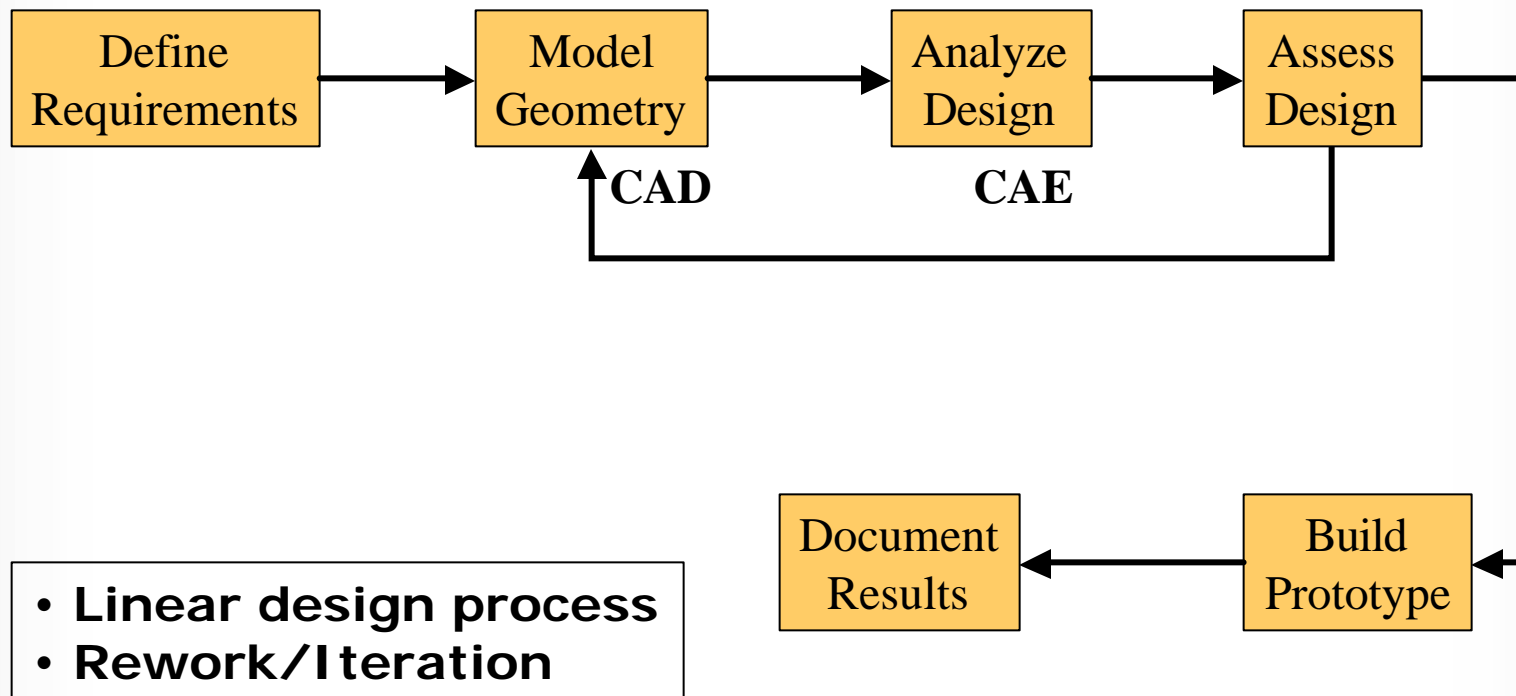 Define
Requirements
Model
Geometry
Analyze
Design
Assess
Design
CAD
CAE
Document
Results
Build
Prototype
• Linear design process
• Rework/Iteration